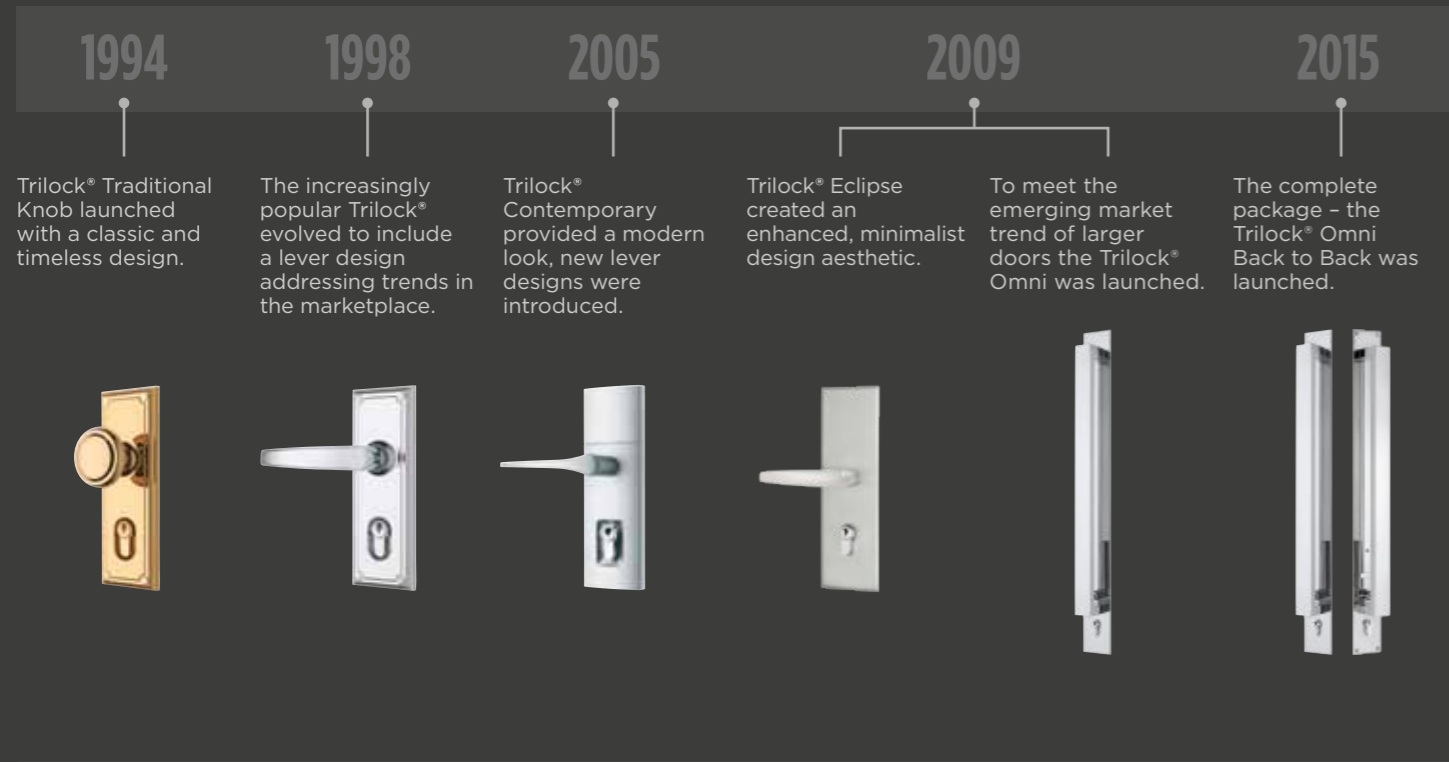 1994
1998
2005
2009
2015
Trilock® Traditional
Knob launched
with a classic and
timeless design.
The increasingly
popular Trilock®
evolved to include
a lever design
addressing trends in
the marketplace.
Trilock®
Contemporary
provided a modern
look, new lever
designs were
introduced.
Trilock® Eclipse
created an
enhanced, minimalist
design aesthetic.
To meet the
emerging market
trend of larger
doors the Trilock®
Omni was launched.
The complete
package – the
Trilock® Omni
Back to Back was
launched.